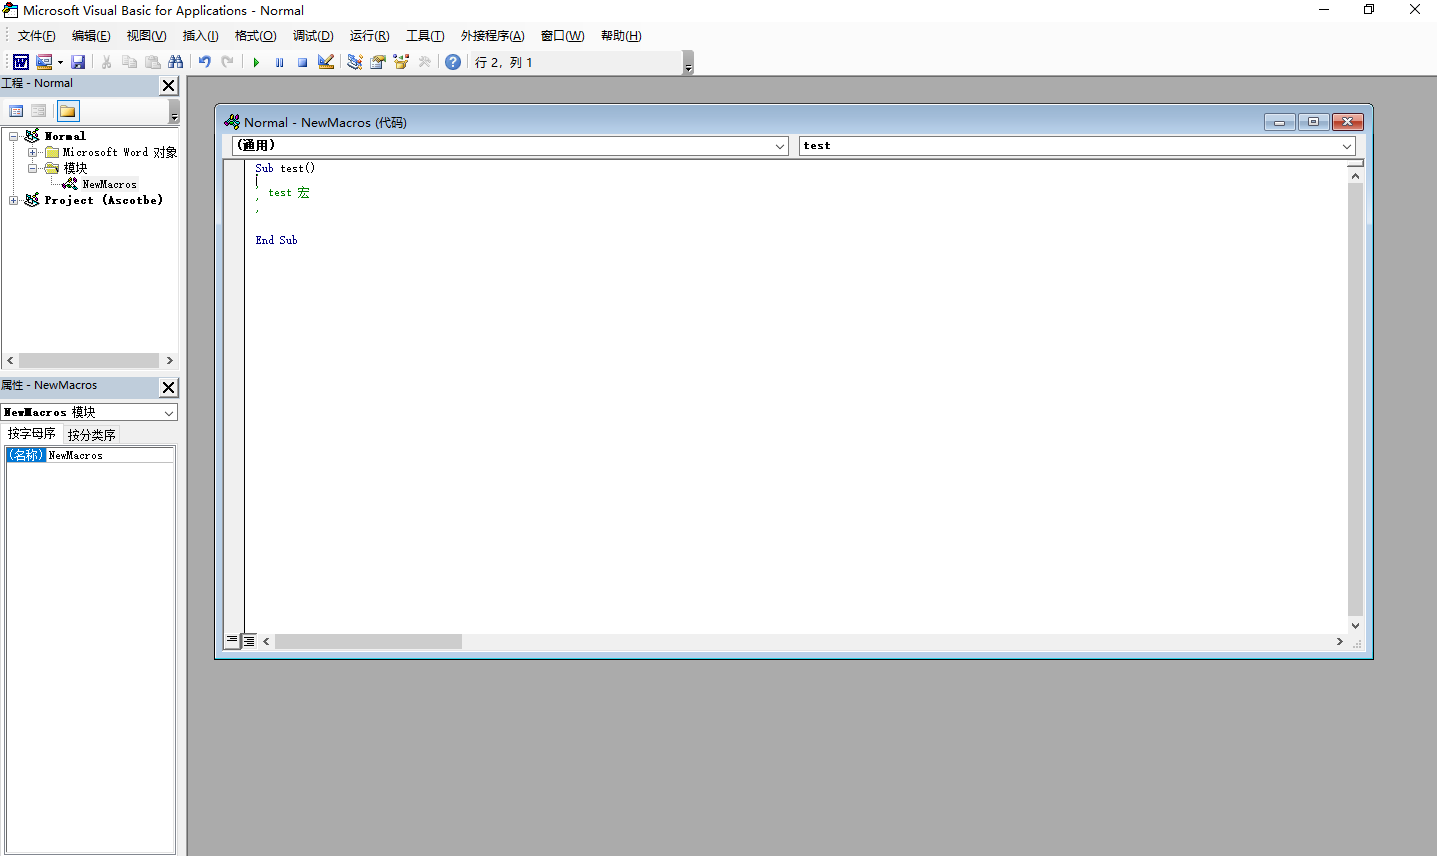 Microsoft Visual Basic for Applications - Normal
文件(F) 编辑(E) 视图(V) 插入(I) 格式(O) 调试(D) 运行(R) 工具(T) 外接程序(A) 窗口(W) 帮助(H)
行 2, 列 1
工程 - Normal
Normal
Microsoft Word 对象
模块
NewMacros
Project (Ascotbe)
属性 - NewMacros
NewMacros 模块
按字母序 按分类序
(名称) NewMacros
Normal - NewMacros (代码)
(通用) test
Sub test()
'
' test 宏
'
End Sub